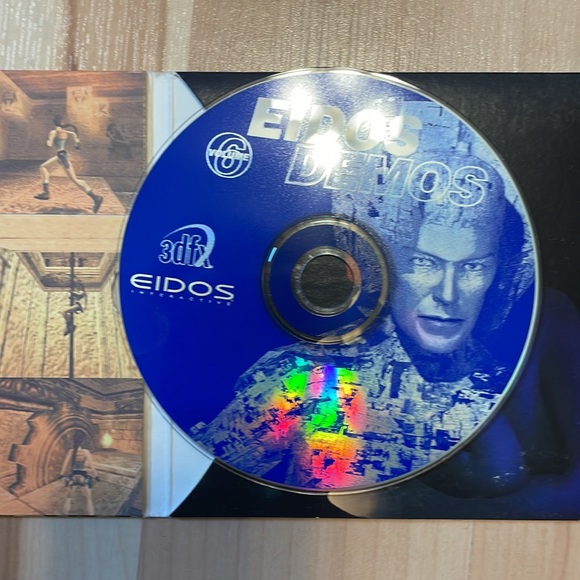 EIDOS
DEMOS
VOLUME
6
3dfx
EIDOS
INTERACTIVE